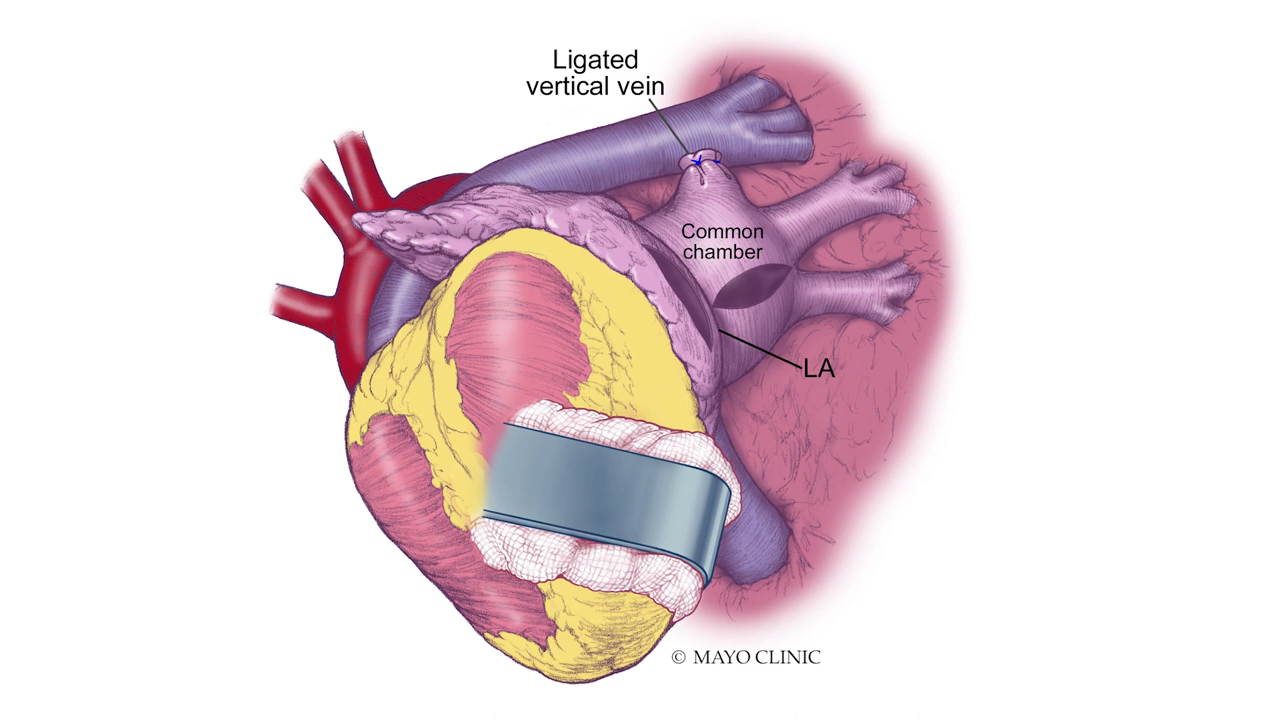 Ligated
vertical vein
Common
chamber
LA
© MAYO CLINIC